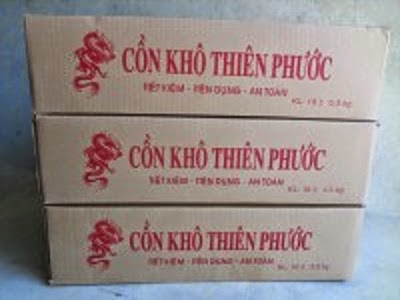 CỒN KHÔ THIÊN PHƯỚC
TIẾT KIỆM - TIỆN DỤNG - AN TOÀN
CỒN KHÔ THIÊN PHƯỚC
TIẾT KIỆM - TIỆN DỤNG - AN TOÀN
CỒN KHÔ THIÊN PHƯỚC
TIẾT KIỆM - TIỆN DỤNG - AN TOÀN